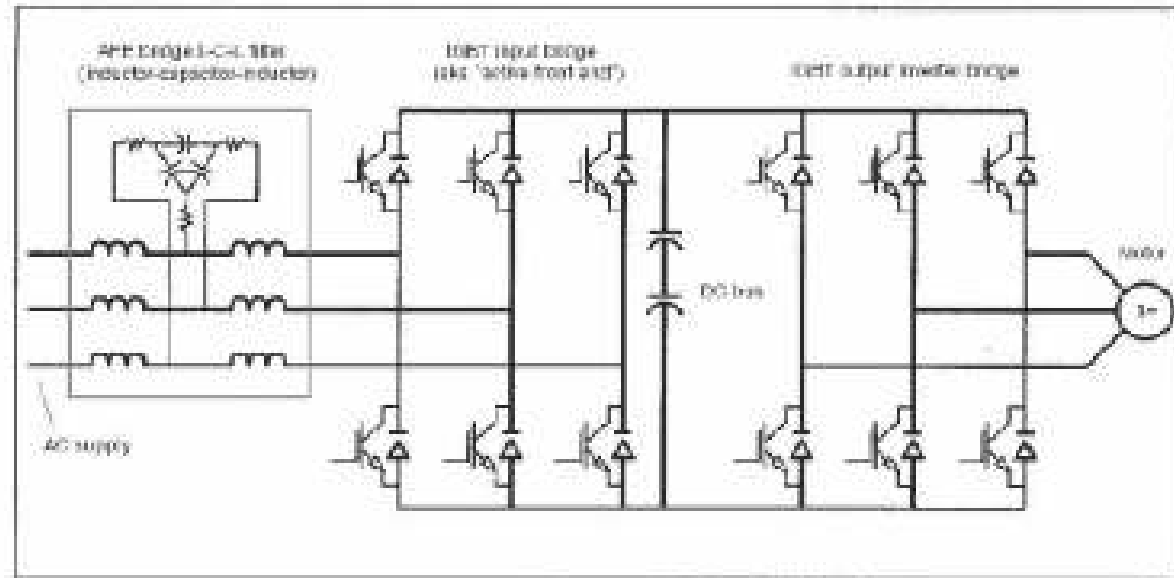 AFE bridge L-C-L filter
(inductor-capacitor-inductor)
IGBT input bridge
(aka "active front end")
IGBT output inverter bridge
Motor
DC bus
AC supply